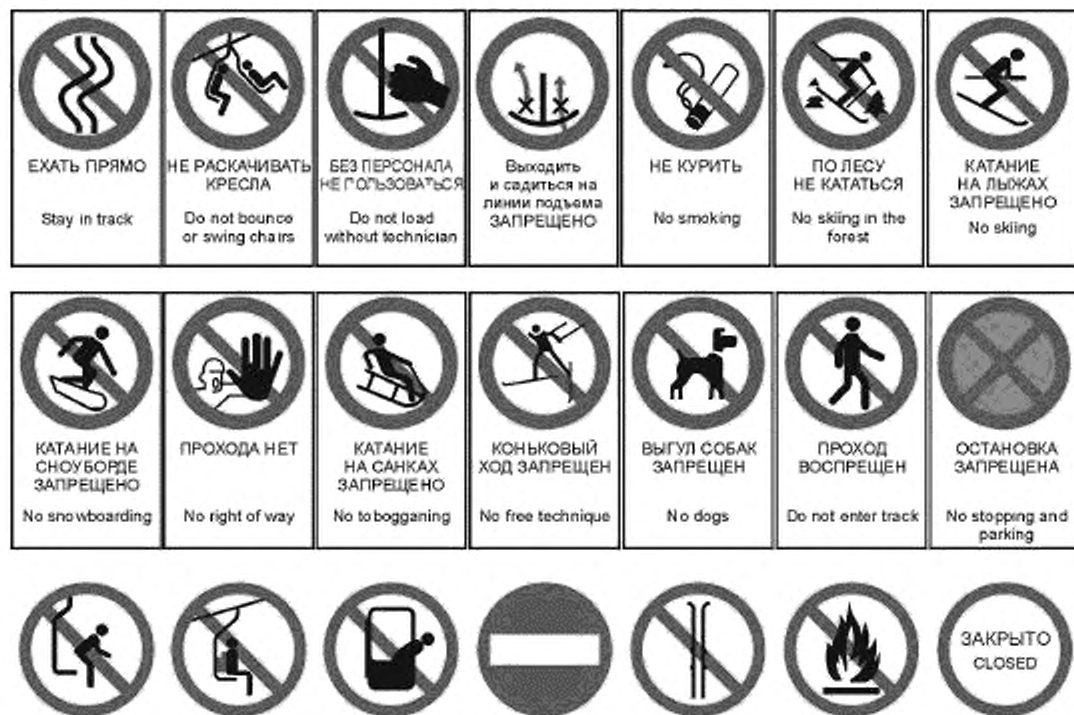 ЕХАТЬ ПРЯМО
Stay in track
НЕ РАСКАЧИВАТЬ
КРЕСЛА
Do not bounce
or swing chairs
БЕЗ ПЕРСОНАЛА
НЕ ПОЛЬЗОВАТЬСЯ
Do not load
without technician
Выходить
и садиться на
линии подъема
ЗАПРЕЩЕНО
НЕ КУРИТЬ
No smoking
ПО ЛЕСУ
НЕ КАТАТЬСЯ
No skiing in the
forest
КАТАНИЕ
НА ЛЫЖАХ
ЗАПРЕЩЕНО
No skiing
КАТАНИЕ НА
СНОУБОРДЕ
ЗАПРЕЩЕНО
No snowboarding
ПРОХОДА НЕТ
No right of way
КАТАНИЕ
НА САНКАХ
ЗАПРЕЩЕНО
No tobogganing
КОНЬКОВЫЙ
ХОД ЗАПРЕЩЕН
No free technique
ВЫГУЛ СОБАК
ЗАПРЕЩЕН
No dogs
ПРОХОД
ВОСПРЕЩЕН
Do not enter track
ОСТАНОВКА
ЗАПРЕЩЕНА
No stopping and
parking
ЗАКРЫТО
CLOSED